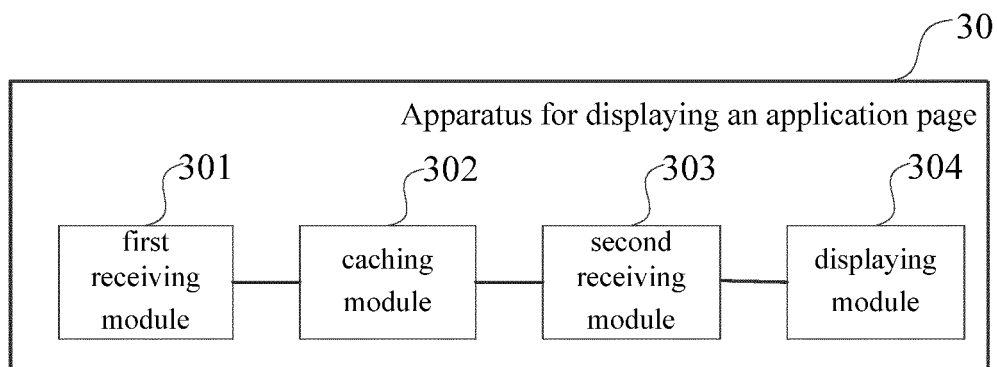 30
Apparatus for displaying an application page
301
302
303
304
first
receiving
module
caching
module
second
receiving
module
displaying
module